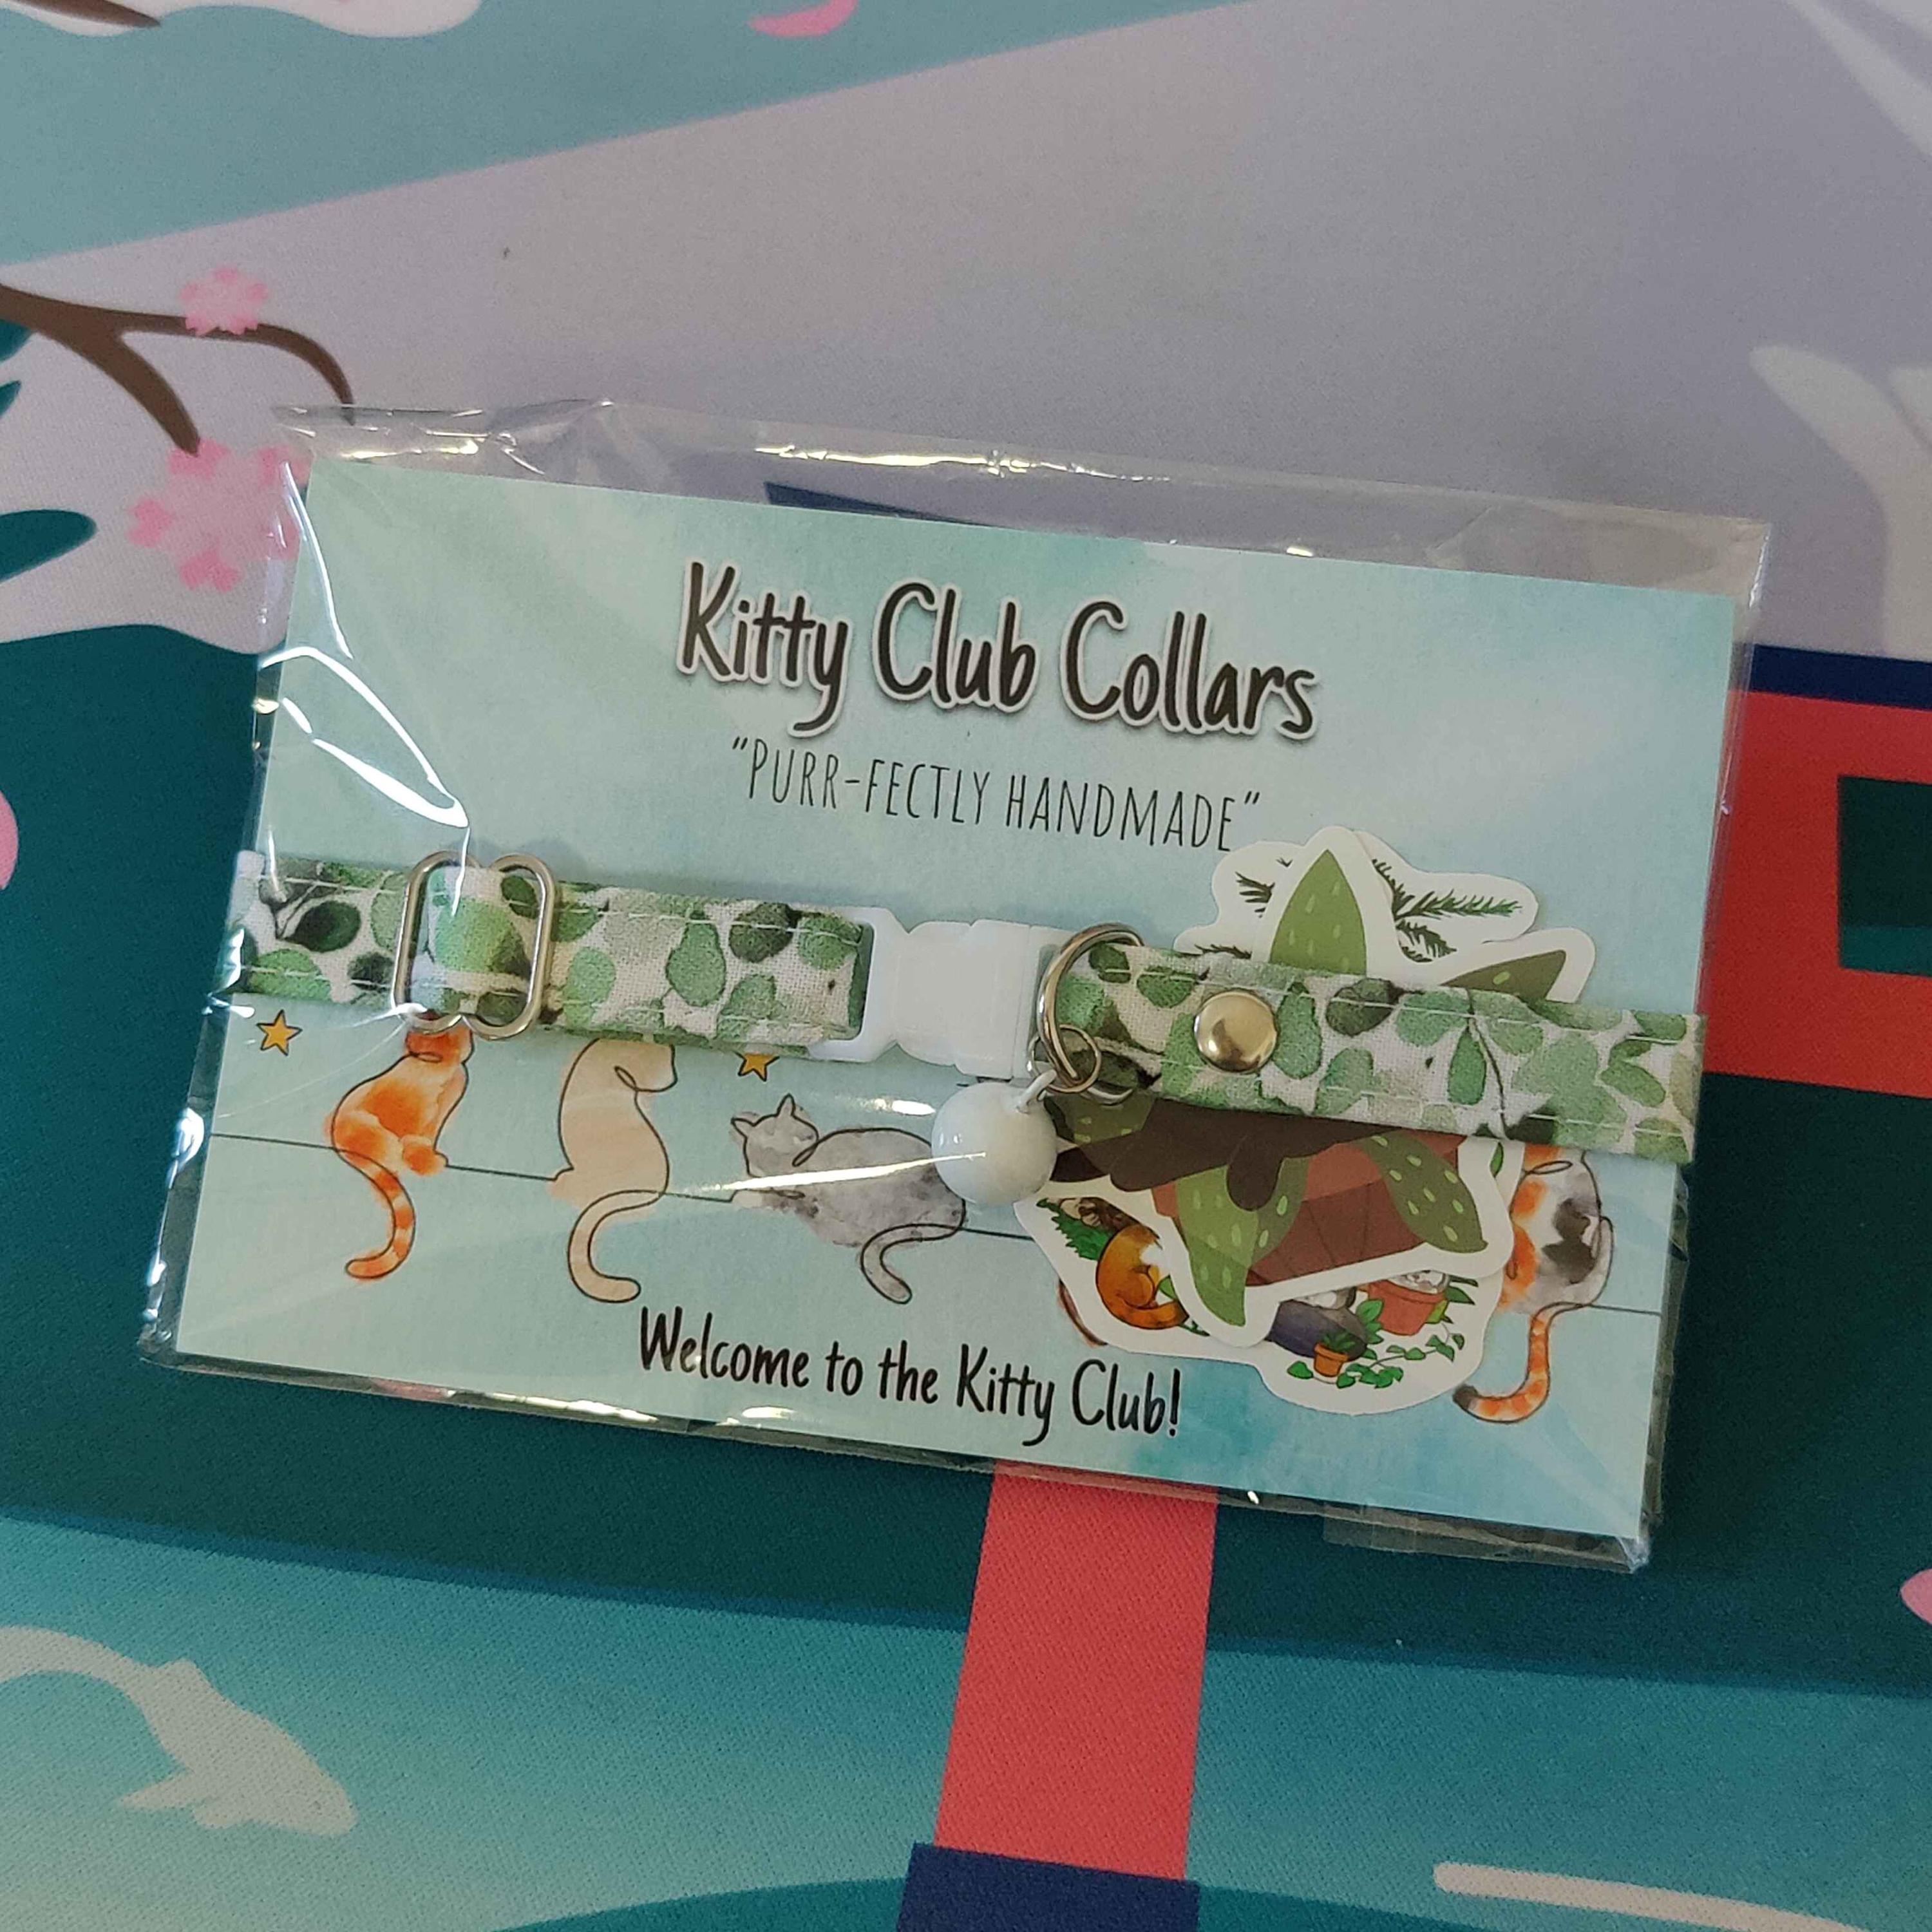 Kitty Club Collars
"PURR-FECTLY HANDMADE"
Welcome to the Kitty Club!